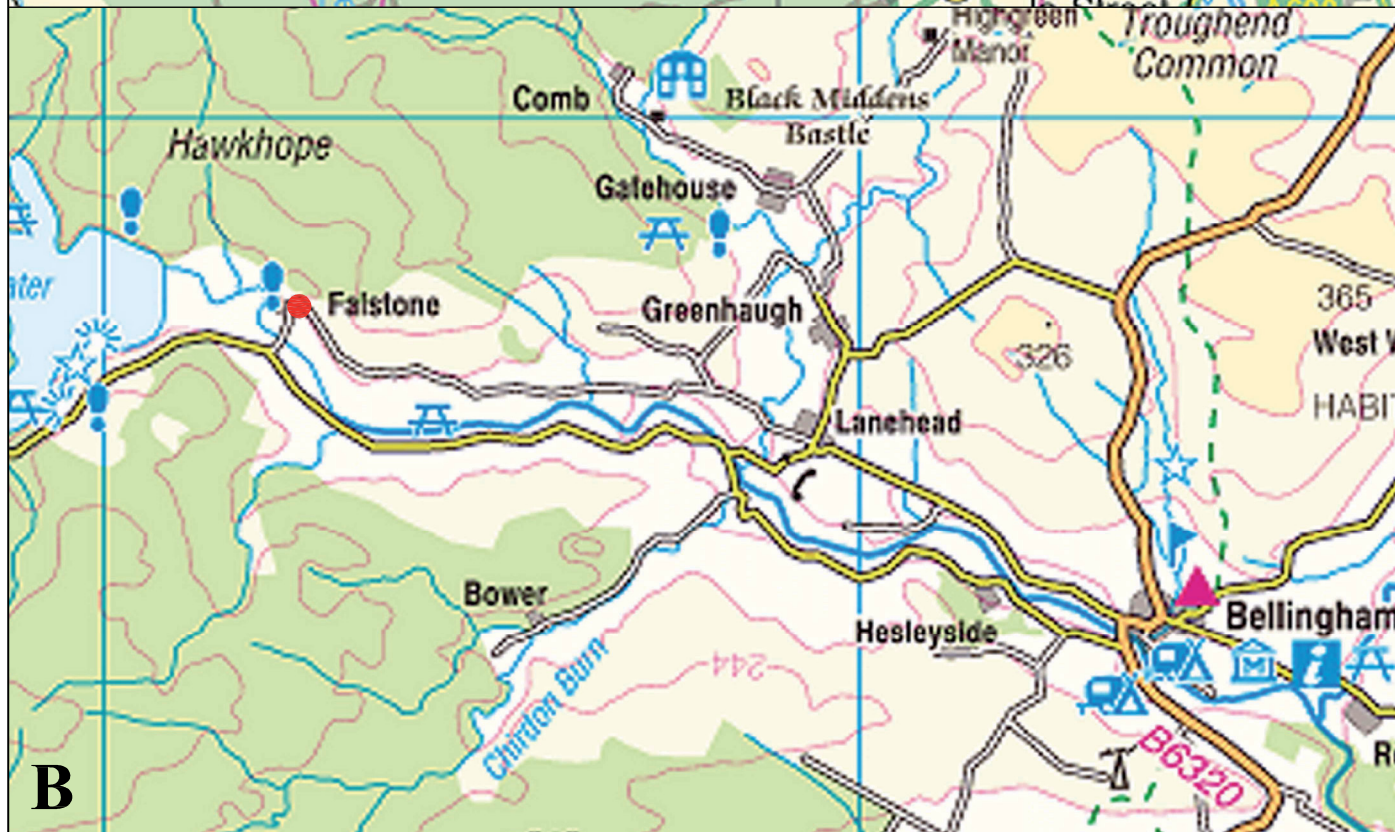 Highgreen
Manor
Troughend
Common
Comb
Black Middens
Bastle
Hawkhope
Gatehouse
ater
Falstone
Greenhaugh
365
West
326
HABIT
Lanehead
Bower
Bellingham
Hesleyside
244
Chirdon Burn
i
M
B6320
B